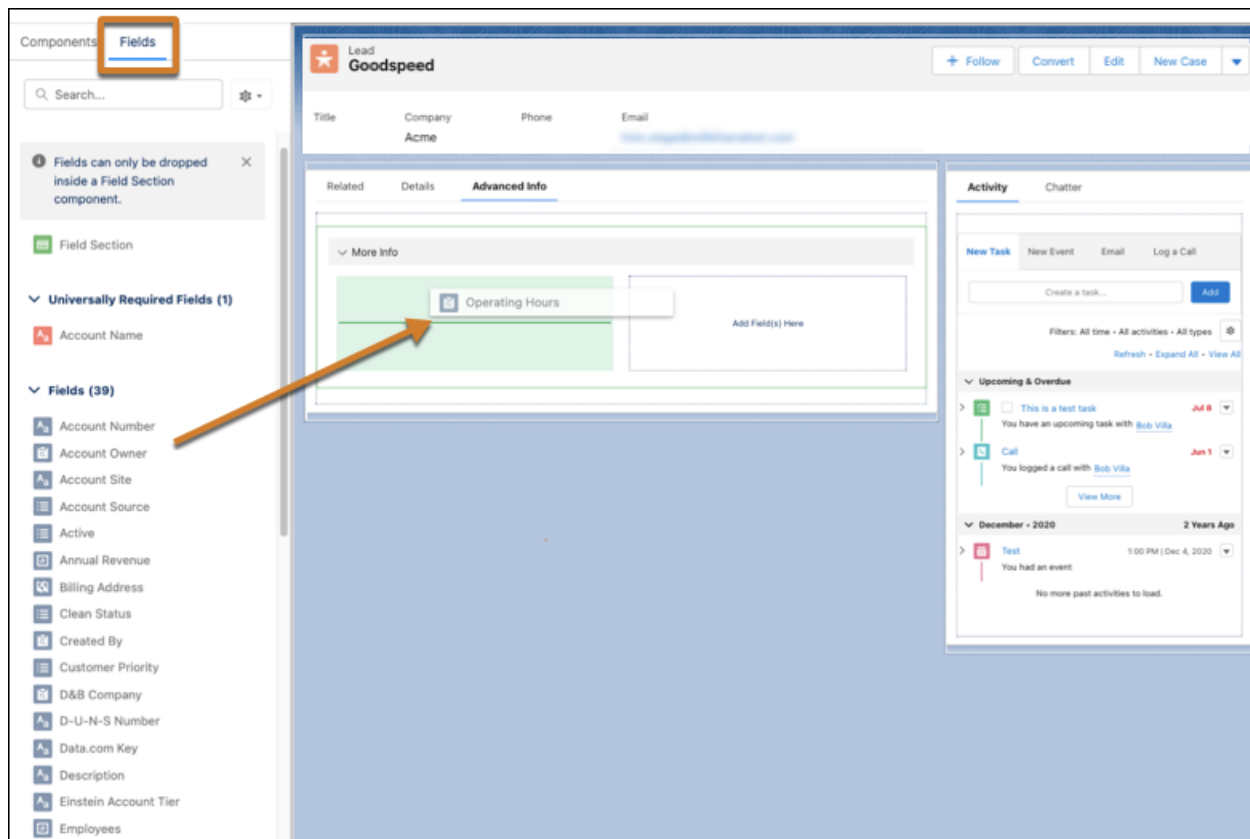 Components
Fields
Search...
Fields can only be dropped
inside a Field Section
component.
Field Section
Universally Required Fields (1)
Account Name
Fields (39)
Account Number
Account Owner
Account Site
Account Source
Active
Annual Revenue
Billing Address
Clean Status
Created By
Customer Priority
D&B Company
D-U-N-S Number
Data.com Key
Description
Einstein Account Tier
Employees
Lead
Goodspeed
Follow
Convert
Edit
New Case
Title
Company
Phone
Email
Acme
Related
Details
Advanced Info
More Info
Operating Hours
Add Field(s) Here
Activity
Chatter
New Task
New Event
Email
Log a Call
Create a task...
Add
Filters: All time • All activities • All types
Refresh • Expand All • View All
Upcoming & Overdue
This is a test task
Jul 8
You have an upcoming task with Bob Villa
Call
Jun 1
You logged a call with Bob Villa
View More
December • 2020
2 Years Ago
Test
1:00 PM | Dec 4, 2020
You had an event
No more past activities to load.